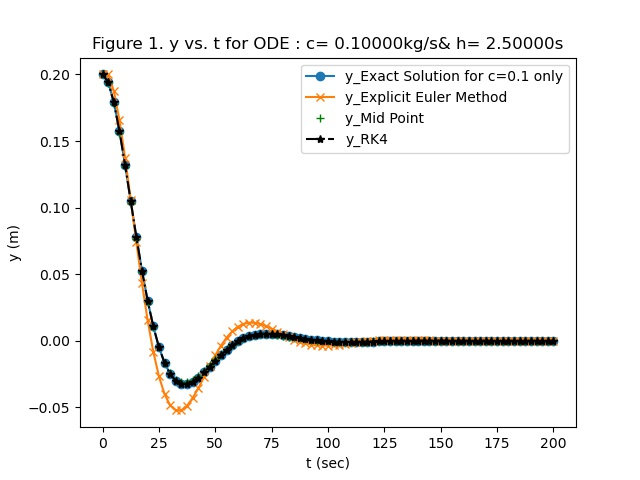 Figure 1. y vs. t for ODE : c= 0.10000kg/s& h= 2.50000s
y_Exact Solution for c=0.1 only
y_Explicit Euler Method
y_Mid Point
y_RK4
0.20
0.15
0.10
0.05
0.00
−0.05
y (m)
0 25 50 75 100 125 150 175 200
t (sec)